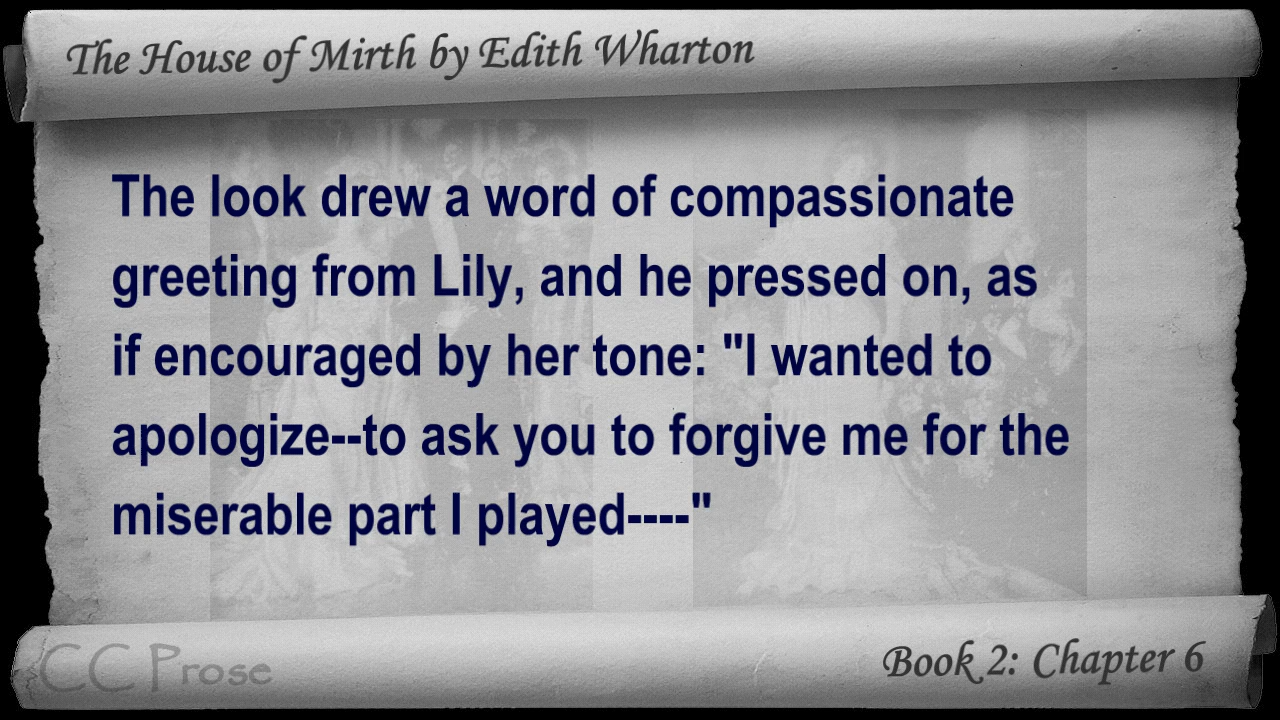 The House of Mirth by Edith Wharton
The look drew a word of compassionate
greeting from Lily, and he pressed on, as
if encouraged by her tone: "I wanted to
apologize--to ask you to forgive me for the
miserable part I played----"
CC Prose
Book 2: Chapter 6